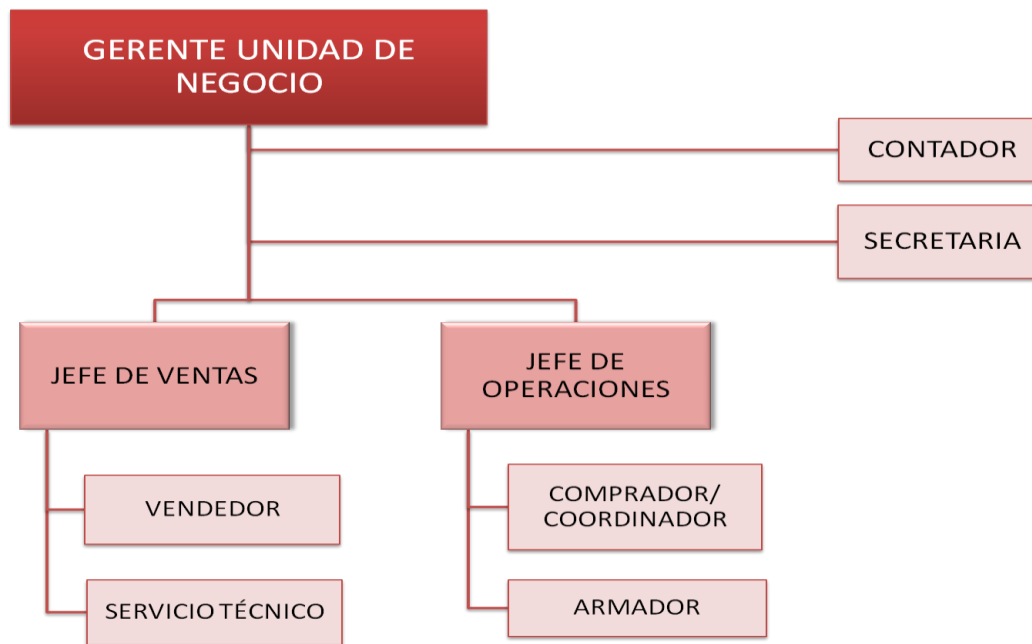 GERENTE UNIDAD DE
NEGOCIO
CONTADOR
SECRETARIA
JEFE DE VENTAS
JEFE DE
OPERACIONES
VENDEDOR
COMPRADOR/
COORDINADOR
SERVICIO TÉCNICO
ARMADOR